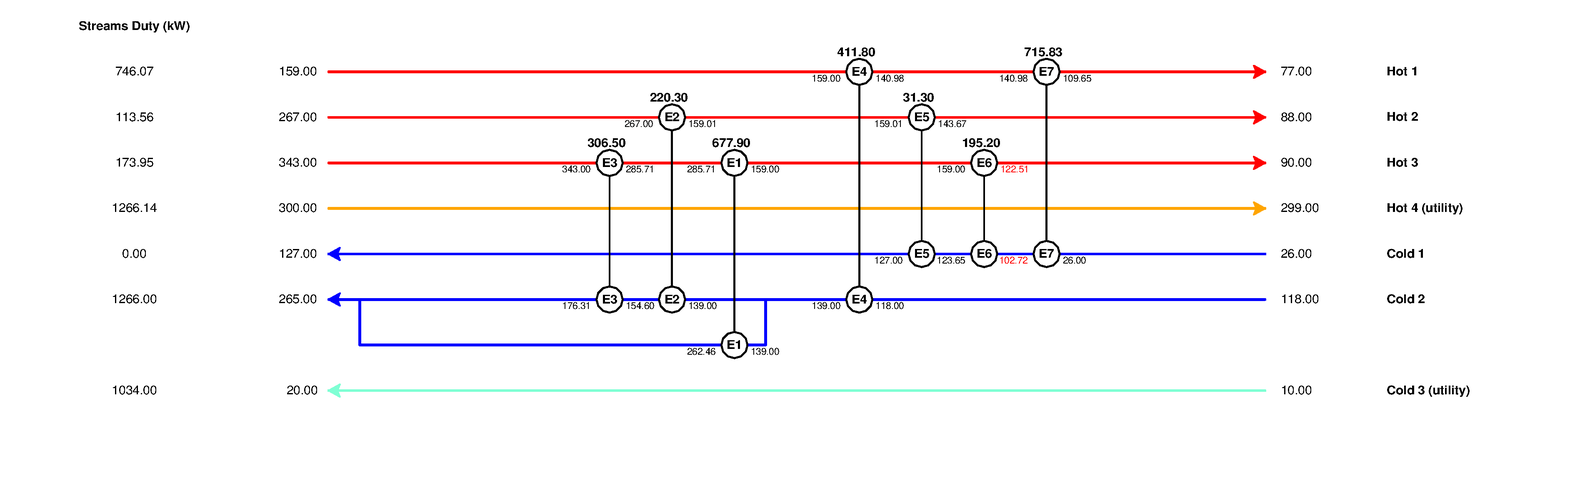 Streams Duty (kW)
411.80 715.83
746.07 159.00 E4 E7 77.00 Hot 1
159.00 140.98 140.98 109.65
220.30 31.30
113.56 267.00 E2 E5 88.00 Hot 2
267.00 159.01 159.01 143.67
306.50 677.90 195.20
173.95 343.00 E3 E1 E6 90.00 Hot 3
343.00 285.71 285.71 159.00 159.00 122.51
1266.14 300.00 299.00 Hot 4 (utility)
0.00 127.00 E5 E6 E7 26.00 Cold 1
127.00 123.65 102.72 26.00
1266.00 265.00 E3 E2 E4 118.00 Cold 2
176.31 154.60 139.00 139.00 118.00
E1
262.46 139.00
1034.00 20.00 10.00 Cold 3 (utility)